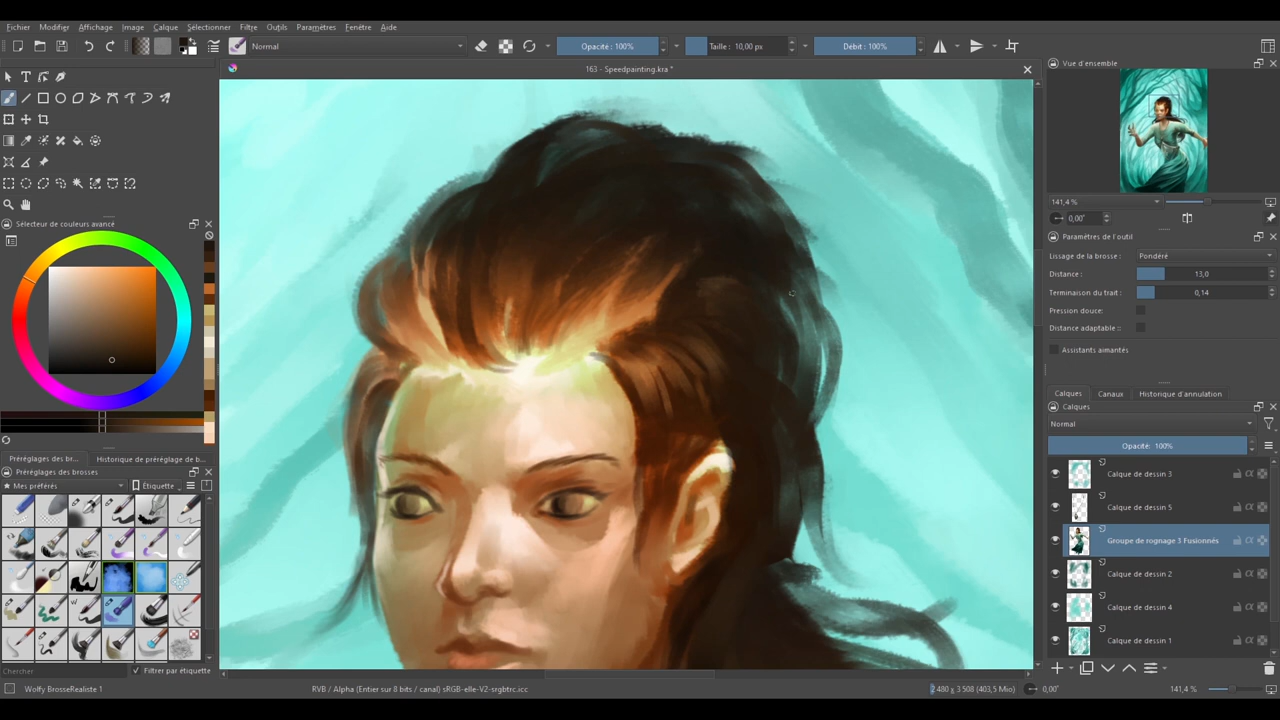 Fichier Modifier Affichage Image Calque Sélectionner Filtre Outils Paramètres Fenêtre Aide
Normal Opacité : 100% Taille : 10,00 px Débit : 100%
163 - Speedpainting.kra *
Vue d'ensemble
141,4 %
0,00°
Paramètres de l'outil
Lissage de la brosse : Pondéré
Distance : 13,0
Terminaison du trait : 0,14
Pression douce:
Distance adaptable ::
Assistants aimantés
Calques Canaux Historique d'annulation
Calques
Normal
Opacité: 100%
Calque de dessin 3
Calque de dessin 5
Groupe de rognage 3 Fusionnés
Calque de dessin 2
Calque de dessin 4
Calque de dessin 1
Sélecteur de couleurs avancé
Préréglages des br... Historique de préréglage de b...
Préréglages des brosses
Mes préférés Étiquette
Chercher Filtrer par étiquette
Wolfy BrosseRealiste 1 RVB / Alpha (Entier sur 8 bits / canal) sRGB-elle-V2-srgbtrc.icc 2 480 x 3 508 (403,5 Mio) 0,00° 141,4 %